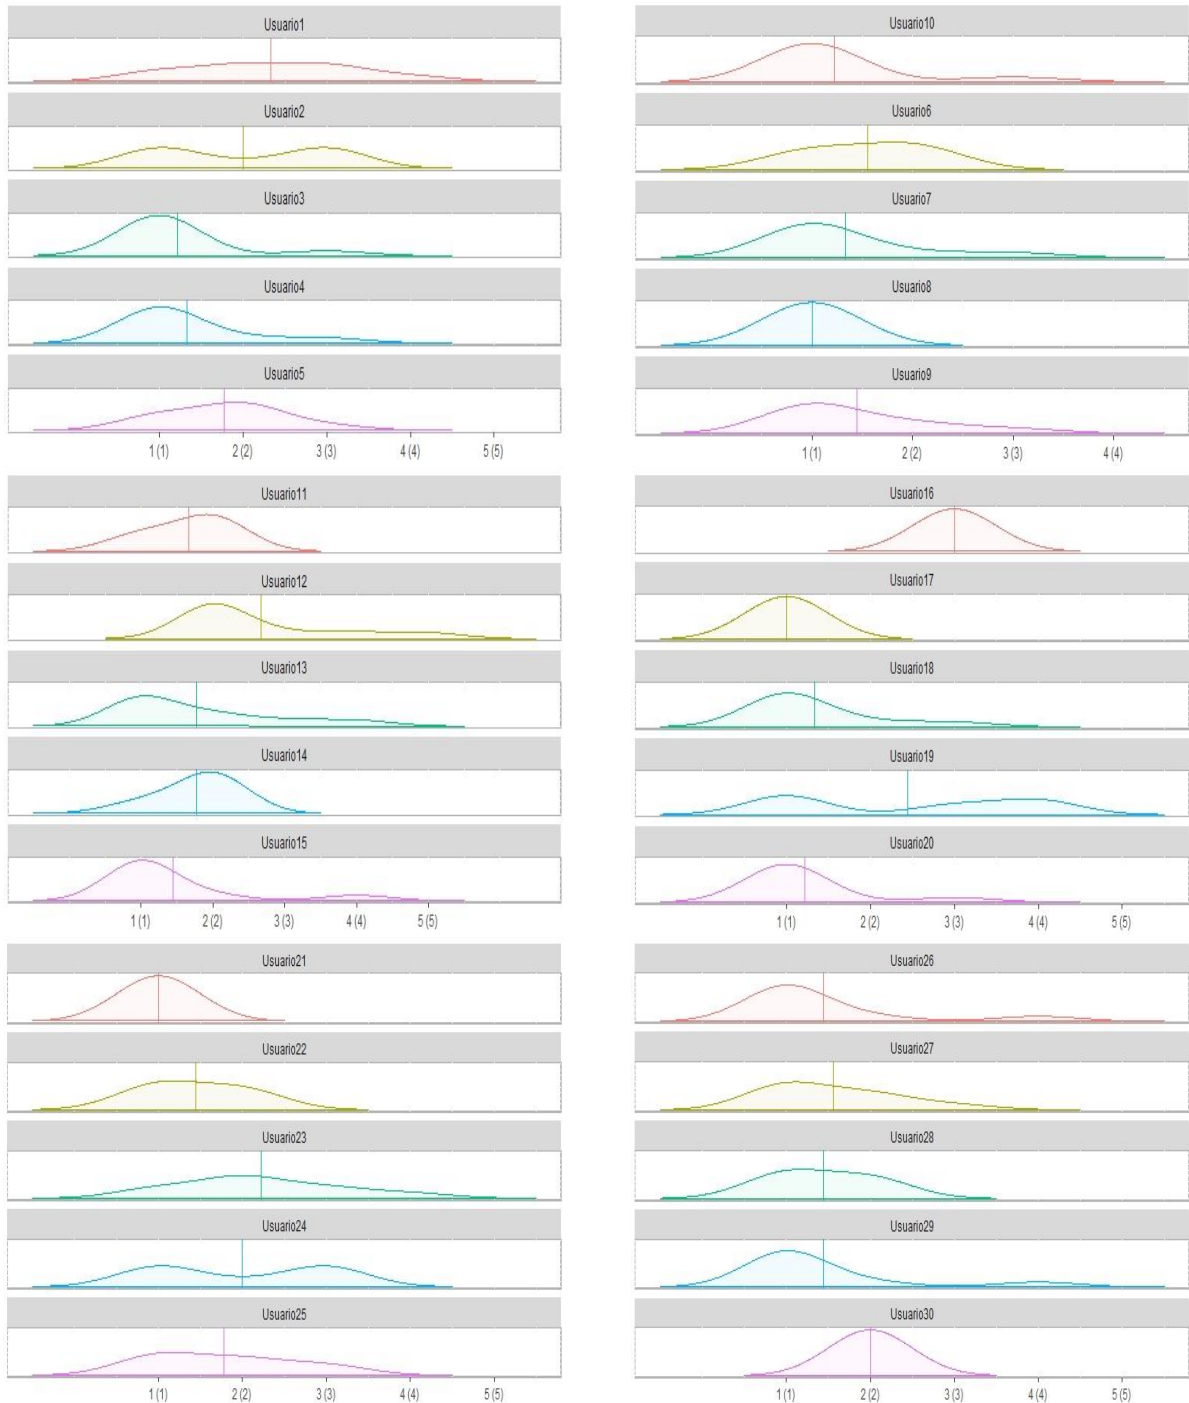 Usuario1
Usuario2
Usuario3
Usuario4
Usuario5
1 (1) 2 (2) 3 (3) 4 (4) 5 (5)
Usuario10
Usuario6
Usuario7
Usuario8
Usuario9
1 (1) 2 (2) 3 (3) 4 (4)
Usuario11
Usuario12
Usuario13
Usuario14
Usuario15
1 (1) 2 (2) 3 (3) 4 (4) 5 (5)
Usuario16
Usuario17
Usuario18
Usuario19
Usuario20
1 (1) 2 (2) 3 (3) 4 (4) 5 (5)
Usuario21
Usuario22
Usuario23
Usuario24
Usuario25
1 (1) 2 (2) 3 (3) 4 (4) 5 (5)
Usuario26
Usuario27
Usuario28
Usuario29
Usuario30
1 (1) 2 (2) 3 (3) 4 (4) 5 (5)